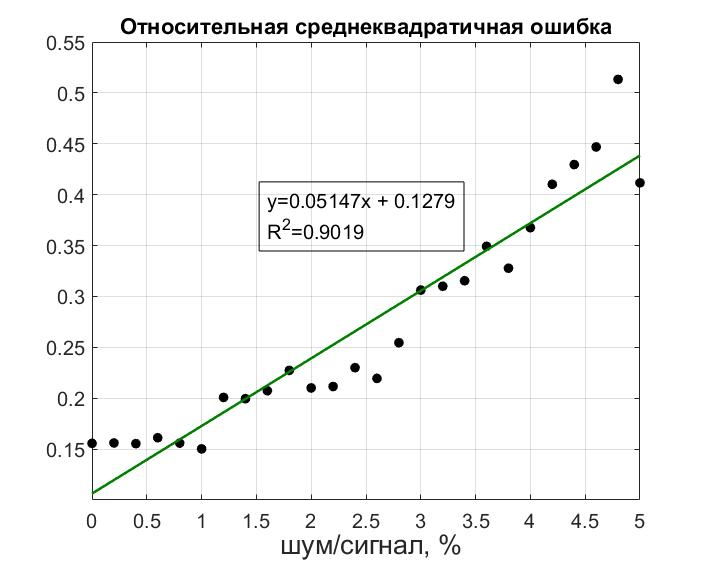 Относительная среднеквадратичная ошибка
0.55
0.5
0.45
0.4
0.35
0.3
0.25
0.2
0.15
y=0.05147x + 0.1279
R²=0.9019
0 0.5 1 1.5 2 2.5 3 3.5 4 4.5 5
шум/сигнал, %